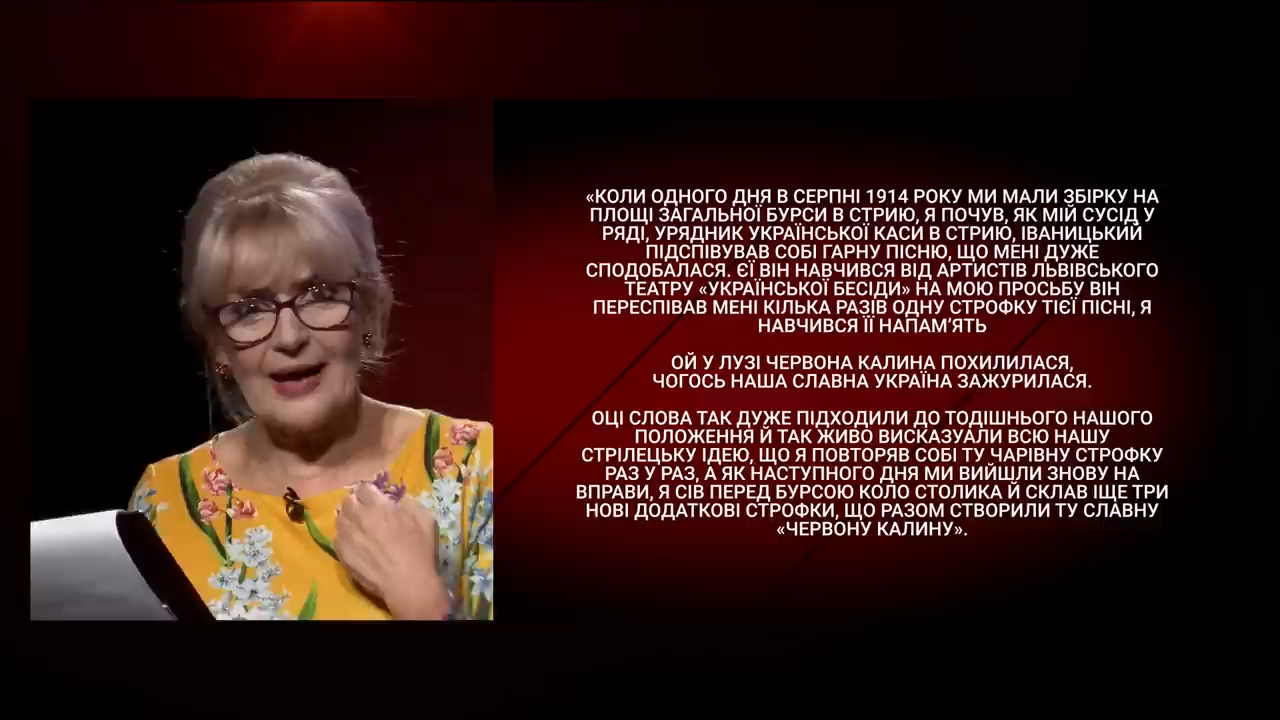 «КОЛИ ОДНОГО ДНЯ В СЕРПНІ 1914 РОКУ МИ МАЛИ ЗБІРКУ НА
ПЛОЩІ ЗАГАЛЬНОЇ БУРСИ В СТРИЮ, Я ПОЧУВ, ЯК МІЙ СУСІД У
РЯДІ, УРЯДНИК УКРАЇНСЬКОЇ КАСИ В СТРИЮ, ІВАНИЦЬКИЙ
ПІДСПІВУВАВ СОБІ ГАРНУ ПІСНЮ, ЩО МЕНІ ДУЖЕ
СПОДОБАЛАСЯ. ЄЇ ВІН НАВЧИВСЯ ВІД АРТИСТІВ ЛЬВІВСЬКОГО
ТЕАТРУ «УКРАЇНСЬКОЇ БЕСІДИ» НА МОЮ ПРОСЬБУ ВІН
ПЕРЕСПІВАВ МЕНІ КІЛЬКА РАЗІВ ОДНУ СТРОФКУ ТІЄЇ ПІСНІ, Я
НАВЧИВСЯ ЇЇ НАПАМ'ЯТЬ
ОЙ У ЛУЗІ ЧЕРВОНА КАЛИНА ПОХИЛИЛАСЯ,
ЧОГОСЬ НАША СЛАВНА УКРАЇНА ЗАЖУРИЛАСЯ.
ОЦІ СЛОВА ТАК ДУЖЕ ПІДХОДИЛИ ДО ТОДІШНЬОГО НАШОГО
ПОЛОЖЕННЯ Й ТАК ЖИВО ВИСКАЗУАЛИ ВСЮ НАШУ
СТРІЛЕЦЬКУ ІДЕЮ, ЩО Я ПОВТОРЯВ СОБІ ТУ ЧАРІВНУ СТРОФКУ
РАЗ У РАЗ, А ЯК НАСТУПНОГО ДНЯ МИ ВИЙШЛИ ЗНОВУ НА
ВПРАВИ, Я СІВ ПЕРЕД БУРСОЮ КОЛО СТОЛИКА Й СКЛАВ ІЩЕ ТРИ
НОВІ ДОДАТКОВІ СТРОФКИ, ЩО РАЗОМ СТВОРИЛИ ТУ СЛАВНУ
«ЧЕРВОНУ КАЛИНУ».